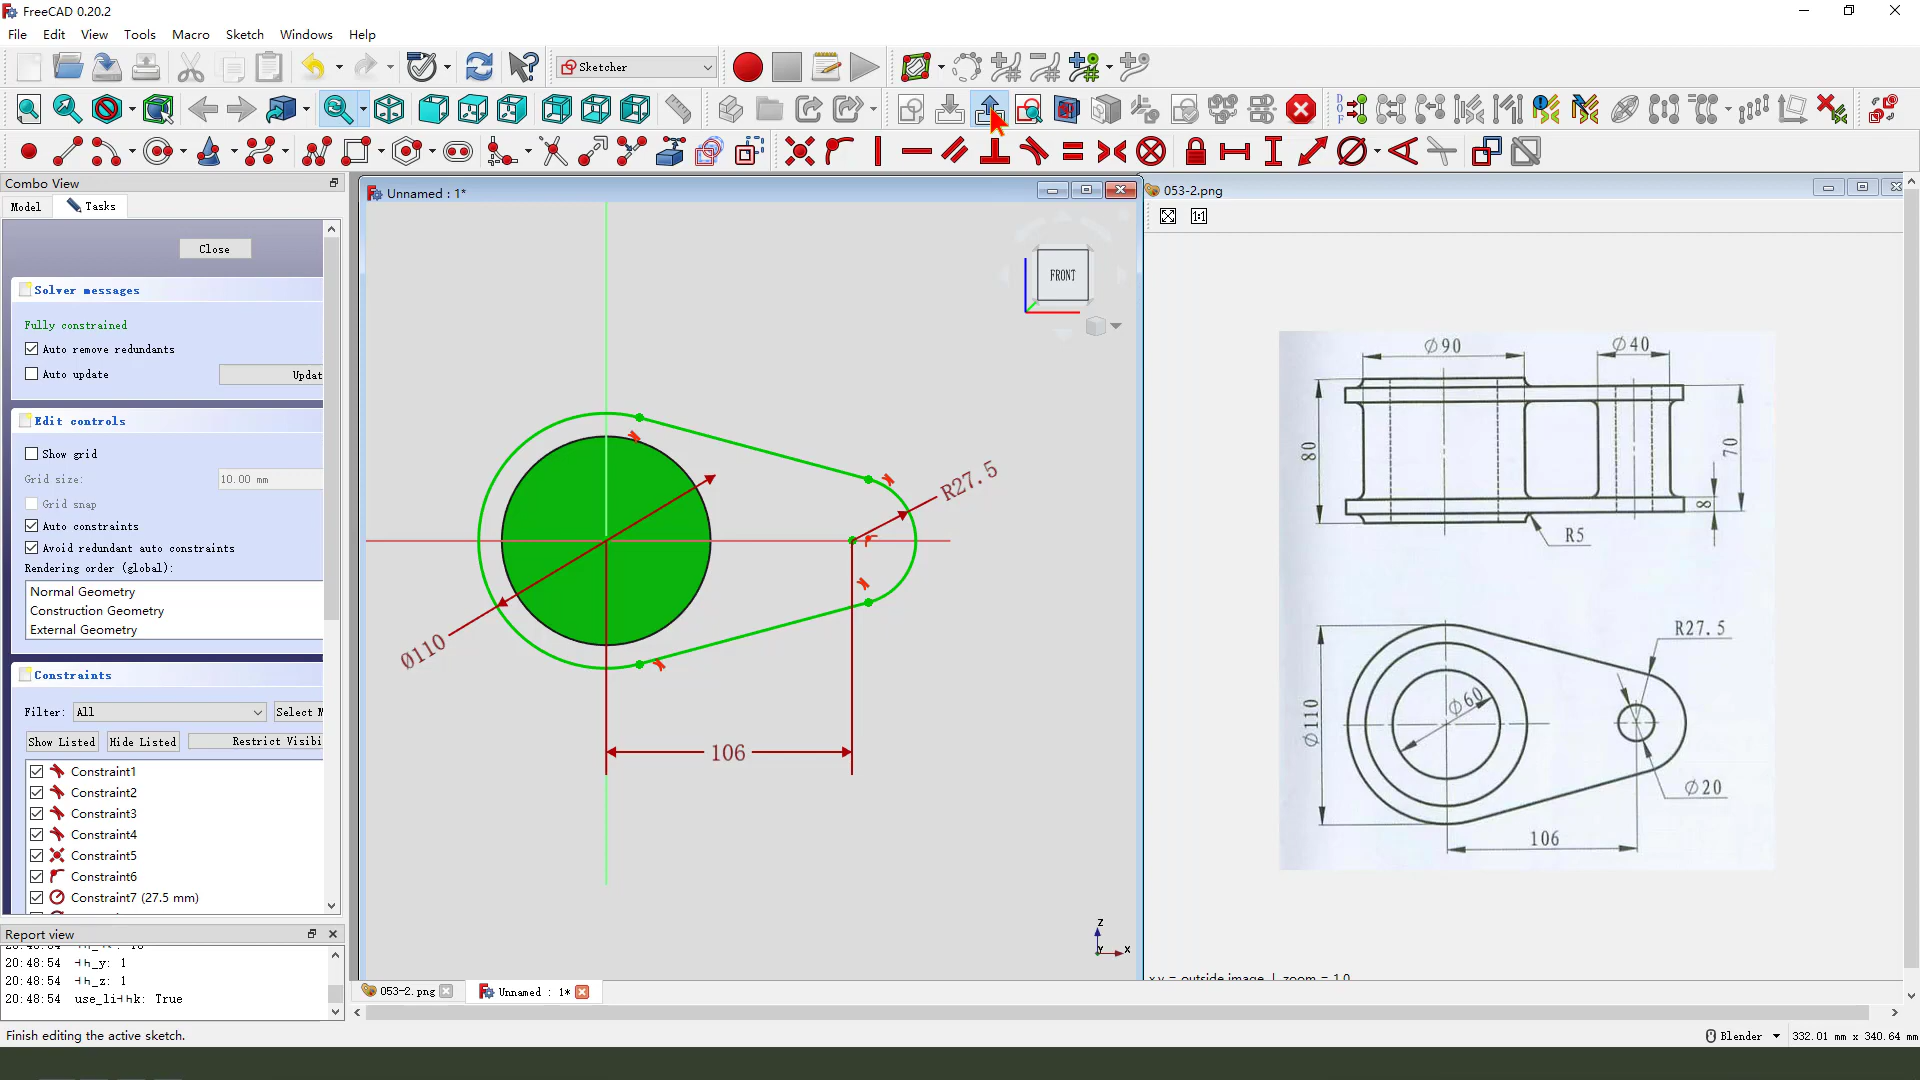 FreeCAD 0.20.2
File Edit View Tools Macro Sketch Windows Help
Sketcher
Combo View
Model Tasks
Close
Solver messages
Fully constrained
Auto remove redundants
Auto update Updat
Edit controls
Show grid
Grid size: 10.00 mm
Grid snap
Auto constraints
Avoid redundant auto constraints
Rendering order (global):
Normal Geometry
Construction Geometry
External Geometry
Constraints
Filter: All Select M
Show Listed Hide Listed Restrict Visibi
Constraint1
Constraint2
Constraint3
Constraint4
Constraint5
Constraint6
Constraint7 (27.5 mm)
Report view
20:48:54 _y: 1
20:48:54 _z: 1
20:48:54 True
Unnamed : 1*
FRONT
R27.5
Ø110
106
Z
Y
X
053-2.png
1:1
Ø90
Ø40
80
70
8
R5
R27.5
Ø110
Ø60
Ø20
106
053-2.png Unnamed : 1*
Finish editing the active sketch.
Blender 332.01 mm x 340.64 mm